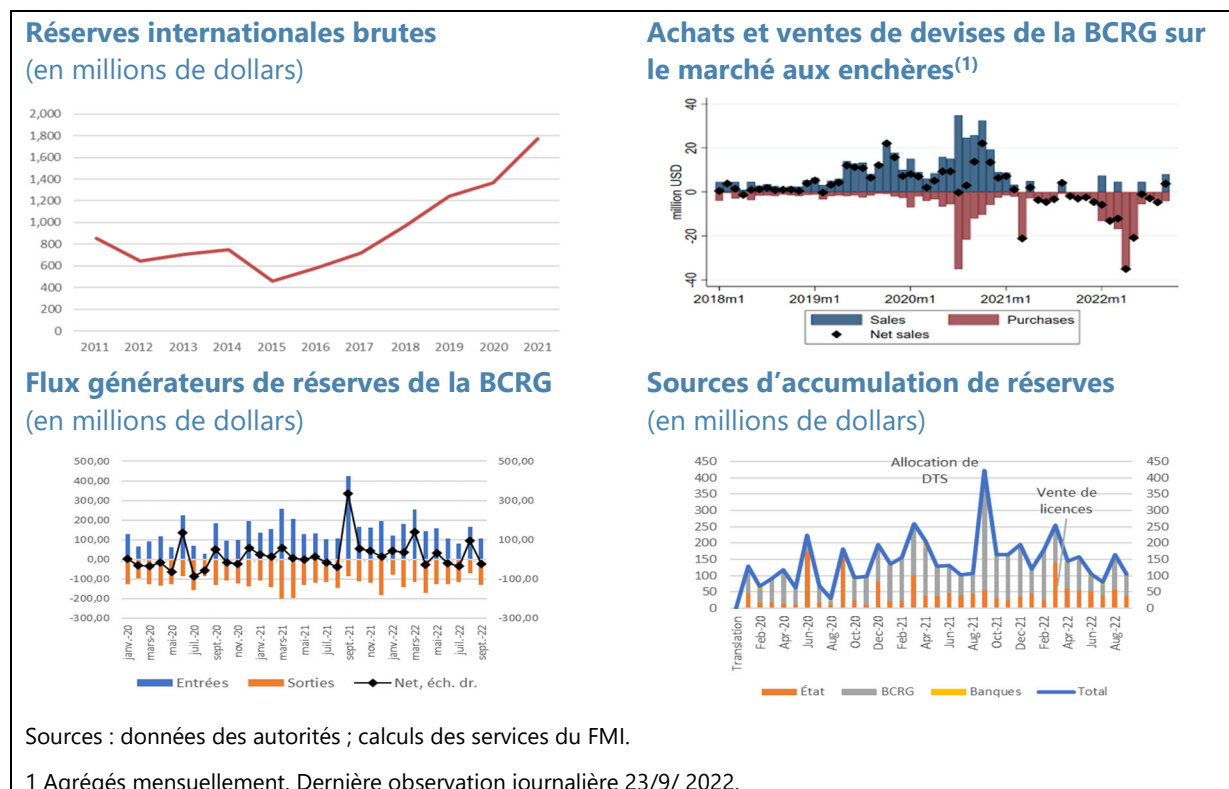 Réserves internationales brutes
(en millions de dollars)
2,000
1,800
1,600
1,400
1,200
1,000
800
600
400
200
0
2011 2012 2013 2014 2015 2016 2017 2018 2019 2020 2021
Achats et ventes de devises de la BCRG sur
le marché aux enchères(1)
million USD
40
20
0
-20
-40
2018m1 2019m1 2020m1 2021m1 2022m1
Sales Purchases
Net sales
Flux générateurs de réserves de la BCRG
(en millions de dollars)
500,00 500,00
400,00
300,00 300,00
200,00
100,00 100,00
0,00
-100,00 -100,00
-200,00
-300,00 -300,00
janv.-20 mars-20 mai-20 juil.-20 sept.-20 nov.-20 janv.-21 mars-21 mai-21 juil.-21 sept.-21 nov.-21 janv.-22 mars-22 mai-22 juil.-22 sept.-22
Entrées Sorties Net, éch. dr.
Sources d’accumulation de réserves
(en millions de dollars)
450 450
400 400
350 350
300 300
250 250
200 200
150 150
100 100
50 50
0 0
Allocation de
DTS
Vente de
licences
Translation Feb-20 Apr-20 Jun-20 Aug-20 Oct-20 Dec-20 Feb-21 Apr-21 Jun-21 Aug-21 Oct-21 Dec-21 Feb-22 Apr-22 Jun-22 Aug-22
État BCRG Banques Total
Sources : données des autorités ; calculs des services du FMI.
1 Agrégés mensuellement. Dernière observation journalière 23/9/ 2022.